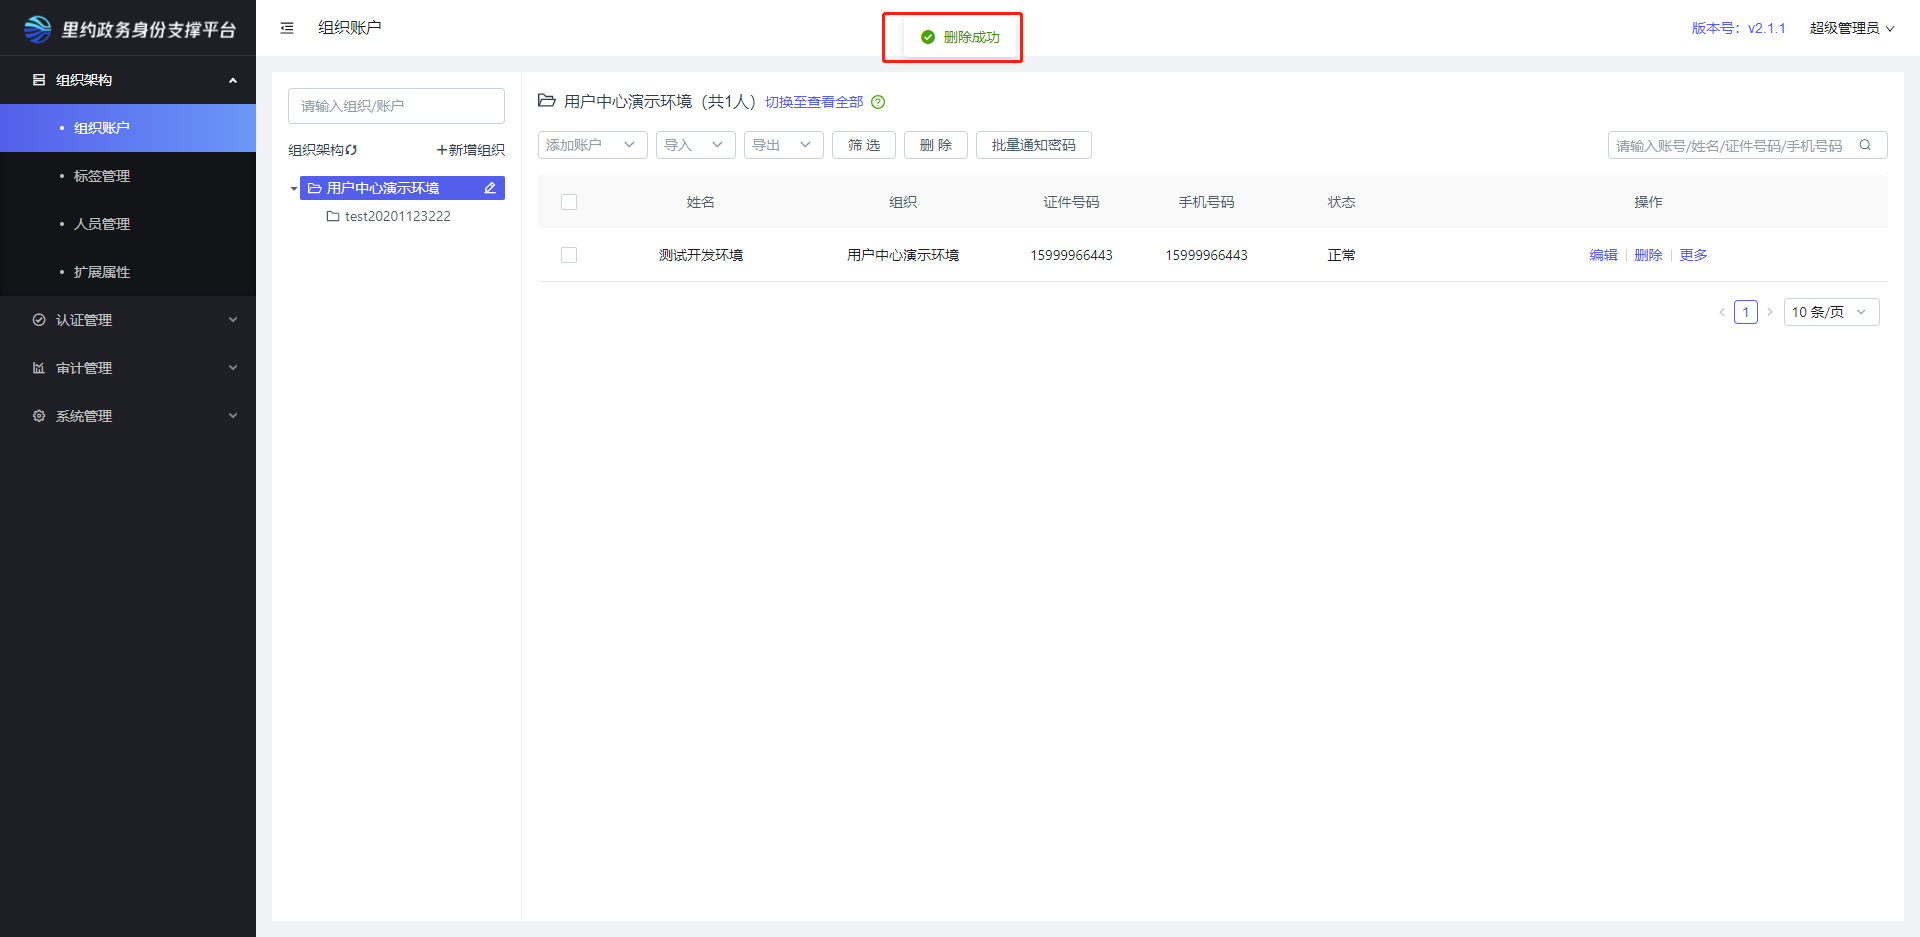 里约政务身份支撑平台
组织架构
组织账户
标签管理
人员管理
扩展属性
认证管理
审计管理
系统管理
组织账户
删除成功
版本号：v2.1.1 超级管理员
请输入组织/账户
组织架构 +新增组织
用户中心演示环境
test20201123222
用户中心演示环境（共1人）切换至查看全部
添加账户 导入 导出 筛选 删除 批量通知密码 请输入账号/姓名/证件号码/手机号码
姓名 组织 证件号码 手机号码 状态 操作
测试开发环境 用户中心演示环境 15999966443 15999966443 正常 编辑 删除 更多
1 10 条/页